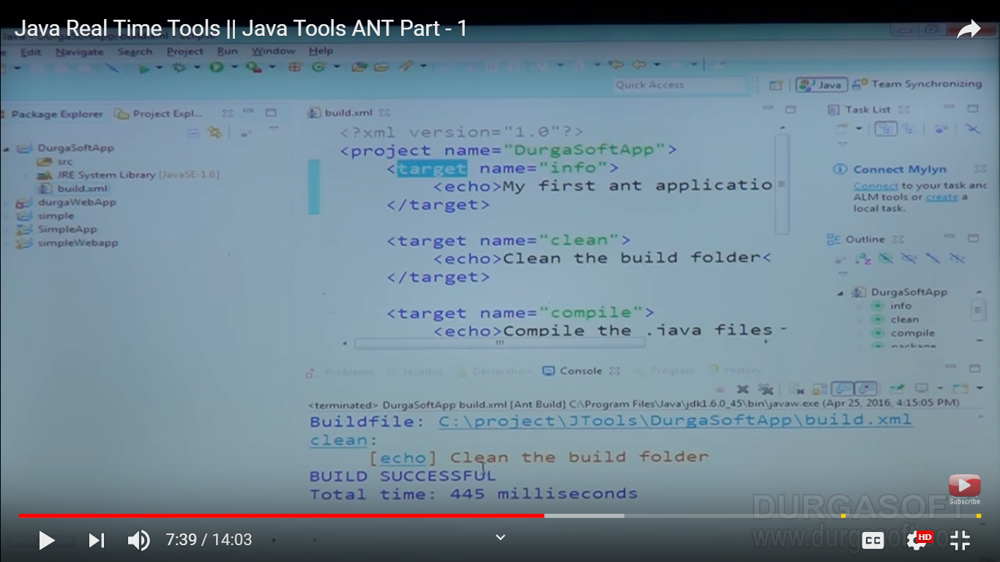 Java Real Time Tools || Java Tools ANT Part - 1
Edit Navigate Search Project Run Window Help
Quick Access
Java
Team Synchronizing
Package Explorer
Project Expl...
build.xml
Task List
DurgaSoftApp
src
JRE System Library [JavaSE-1.6]
build.xml
durgaWebApp
simple
SimpleApp
simpleWebapp
<?xml version="1.0"?>
<project name="DurgaSoftApp">
<target name="info">
<echo>My first ant applicatio
</target>
<target name="clean">
<echo>Clean the build folder<
</target>
<target name="compile">
<echo>Compile the .java files
Connect Mylyn
Connect to your task and
ALM tools or create a
local task.
Outline
DurgaSoftApp
info
clean
compile
package
Problems
Javadoc
Declaration
Console
Progress
History
<terminated> DurgaSoftApp build.xml [Ant Build] C:\Program Files\Java\jdk1.6.0_45\bin\javaw.exe (Apr 25, 2016, 4:15:05 PM)
Buildfile: C:\project\JTools\DurgaSoftApp\build.xml
clean:
[echo] Clean the build folder
BUILD SUCCESSFUL
Total time: 445 milliseconds
Subscribe
DURGASOFT
7:39 / 14:03
CC
HD